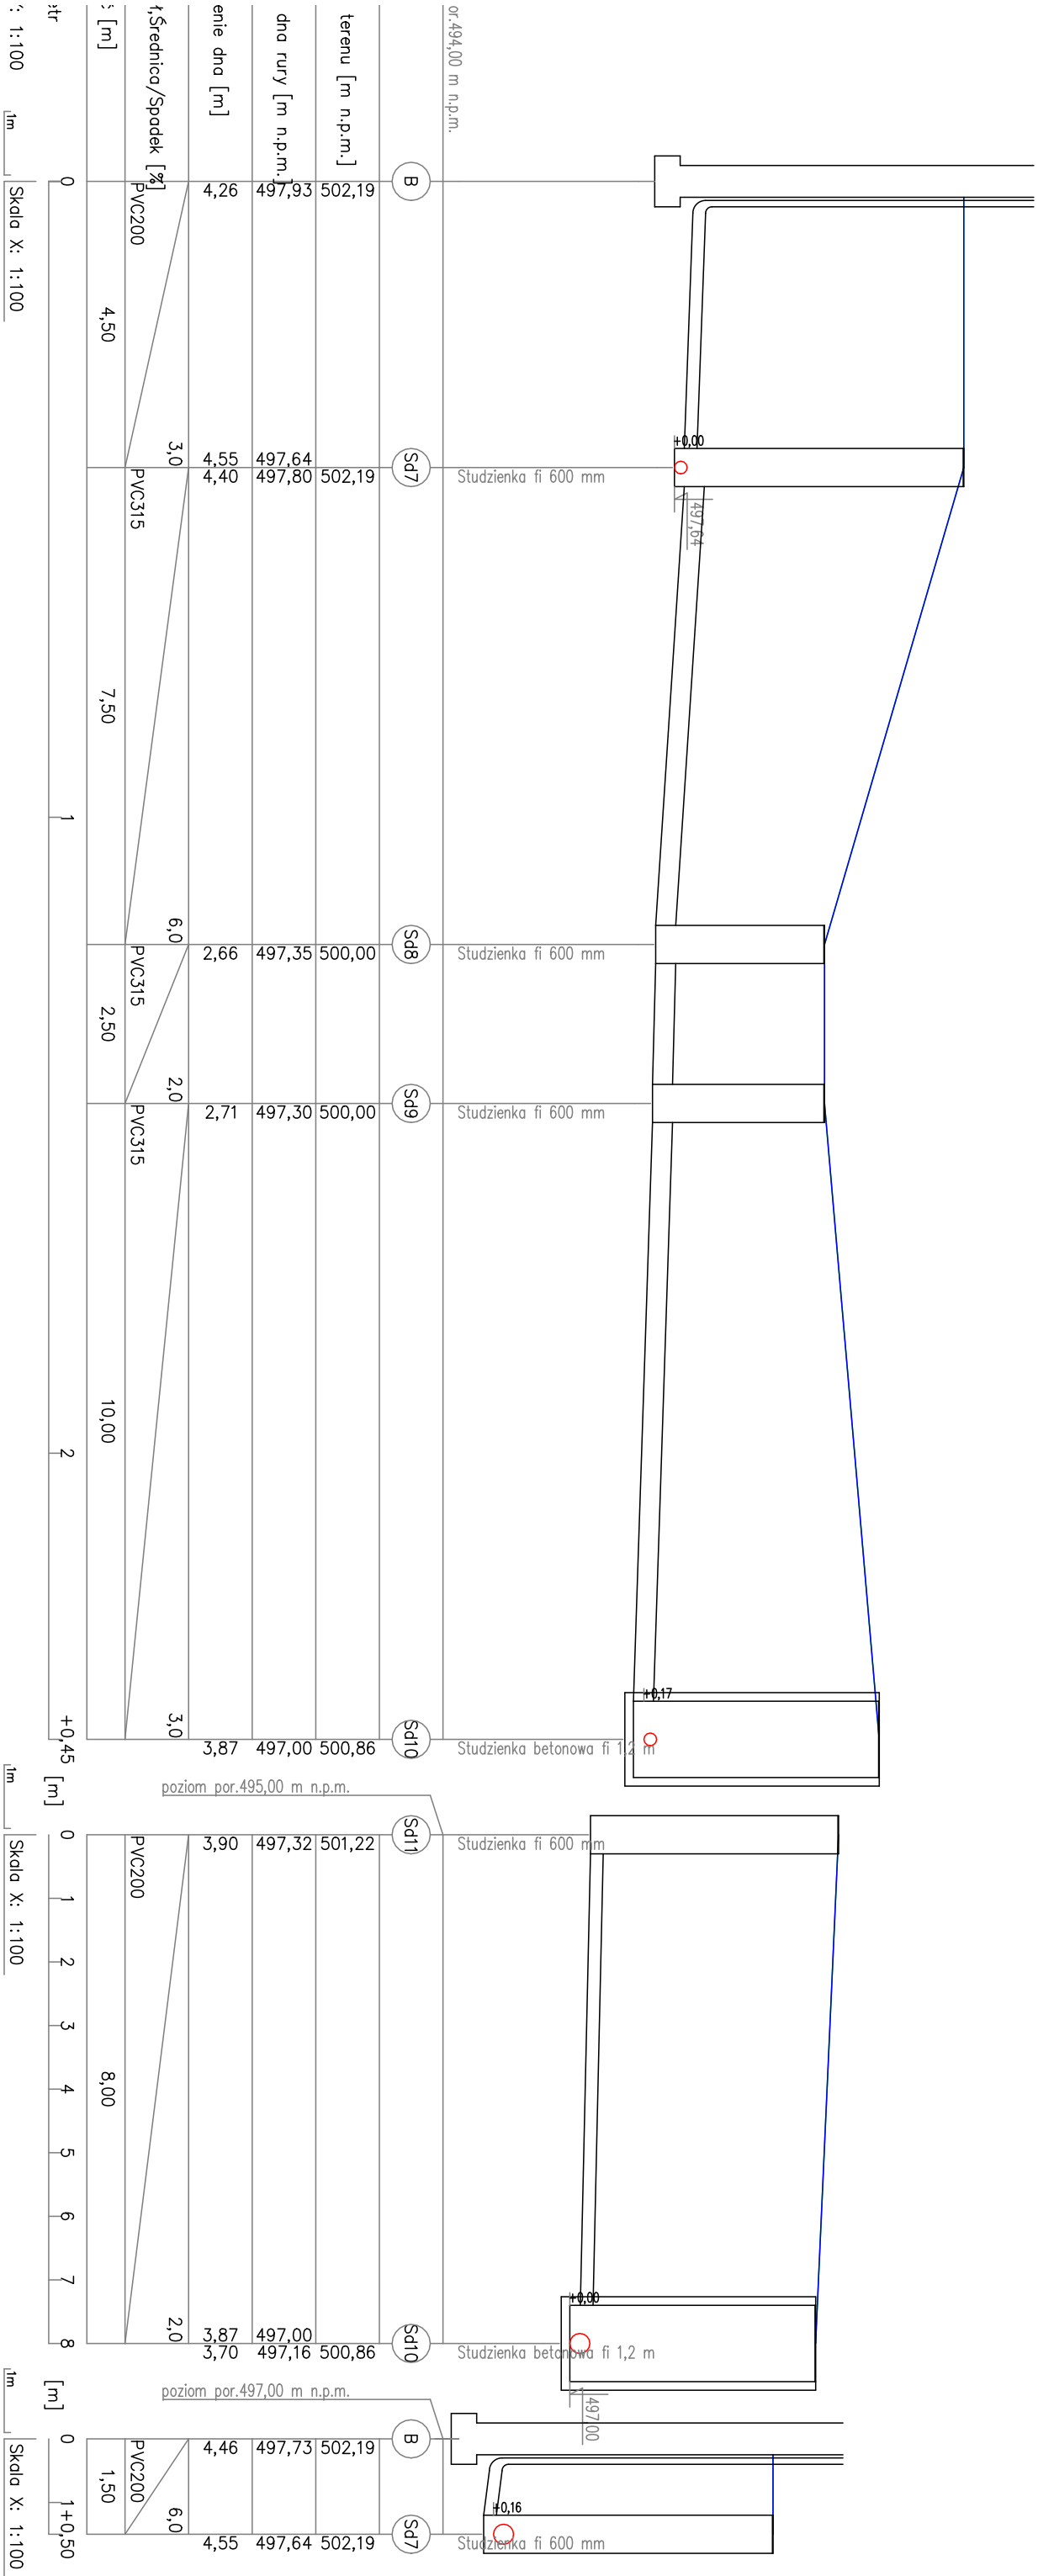 or.494,00 m n.p.m.
terenu [m n.p.m.]
dna rury [m n.p.m.]
enie dna [m]
Średnica/Spadek [%]
[m]
: 1:100
1m
Skala X: 1:100
B
Sd7
Sd8
Sd9
Sd10
Studzienka fi 600 mm
Studzienka fi 600 mm
Studzienka fi 600 mm
Studzienka betonowa fi 1,2 m
+0,00
497,64
+0,17
502,19
502,19
500,00
500,00
500,86
497,93
497,64
497,80
497,35
497,30
497,00
4,26
4,55
4,40
2,66
2,71
3,87
PVC200
3,0
PVC315
6,0
PVC315
2,0
PVC315
3,0
4,50
7,50
2,50
10,00
0
1
2
+0,45
[m]
poziom por.495,00 m n.p.m.
1m
Skala X: 1:100
Sd11
Sd10
Studzienka fi 600 mm
Studzienka betonowa fi 1,2 m
+0,00
497,00
501,22
500,86
497,32
497,00
497,16
3,90
3,87
3,70
PVC200
2,0
8,00
0
1
2
3
4
5
6
7
8
[m]
poziom por.497,00 m n.p.m.
1m
Skala X: 1:100
B
Sd7
Studzienka fi 600 mm
+0,16
502,19
502,19
497,73
497,64
4,46
4,55
PVC200
6,0
1,50
0
1
+0,50